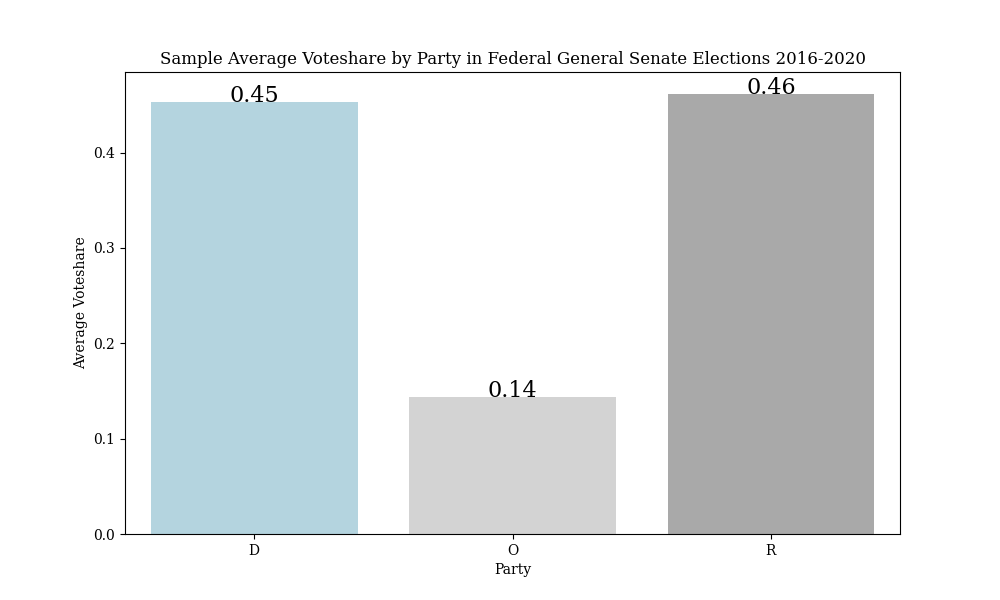 Sample Average Voteshare by Party in Federal General Senate Elections 2016-2020
0.45
0.14
0.46
0.4
0.3
0.2
0.1
0.0
Average Voteshare
D
O
R
Party